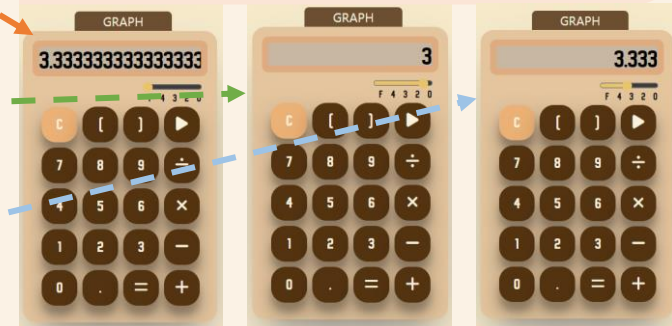 GRAPH
3.3333333333333333
4 3 2 0
C ( )
7 8 9 ÷
4 5 6 ×
1 2 3 −
0 . = +
GRAPH
3
F 4 3 2 0
C ( )
7 8 9 ÷
4 5 6 ×
1 2 3 −
0 . = +
GRAPH
3.333
F 4 3 2 0
C ( )
7 8 9 ÷
4 5 6 ×
1 2 3 −
0 . = +